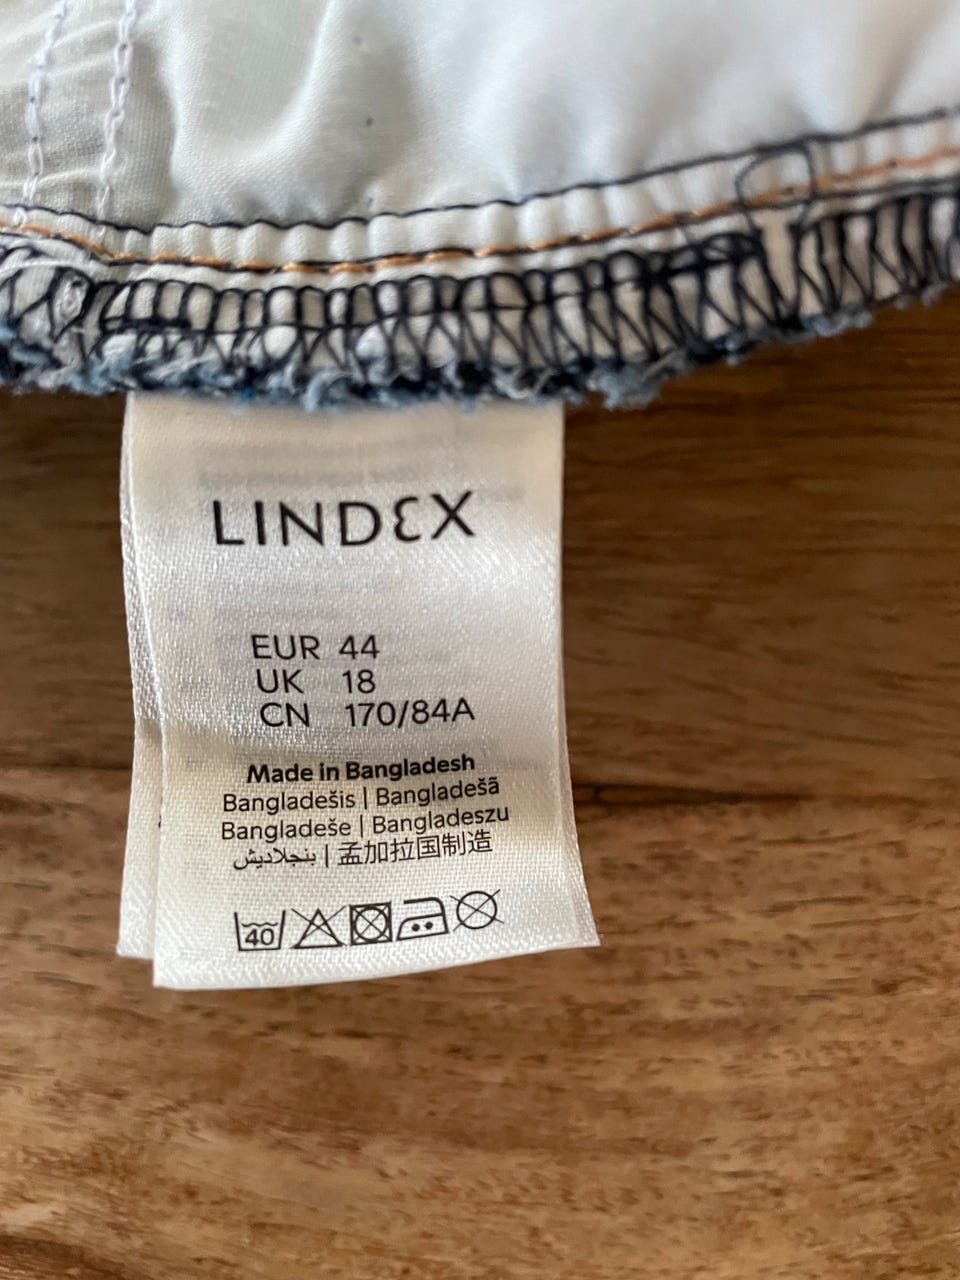 LINDEX
EUR 44
UK 18
CN 170/84A
Made in Bangladesh
Bangladešis | Bangladešā
Bangladeše | Bangladeszu
بنجلاديش | 孟加拉国制造
40